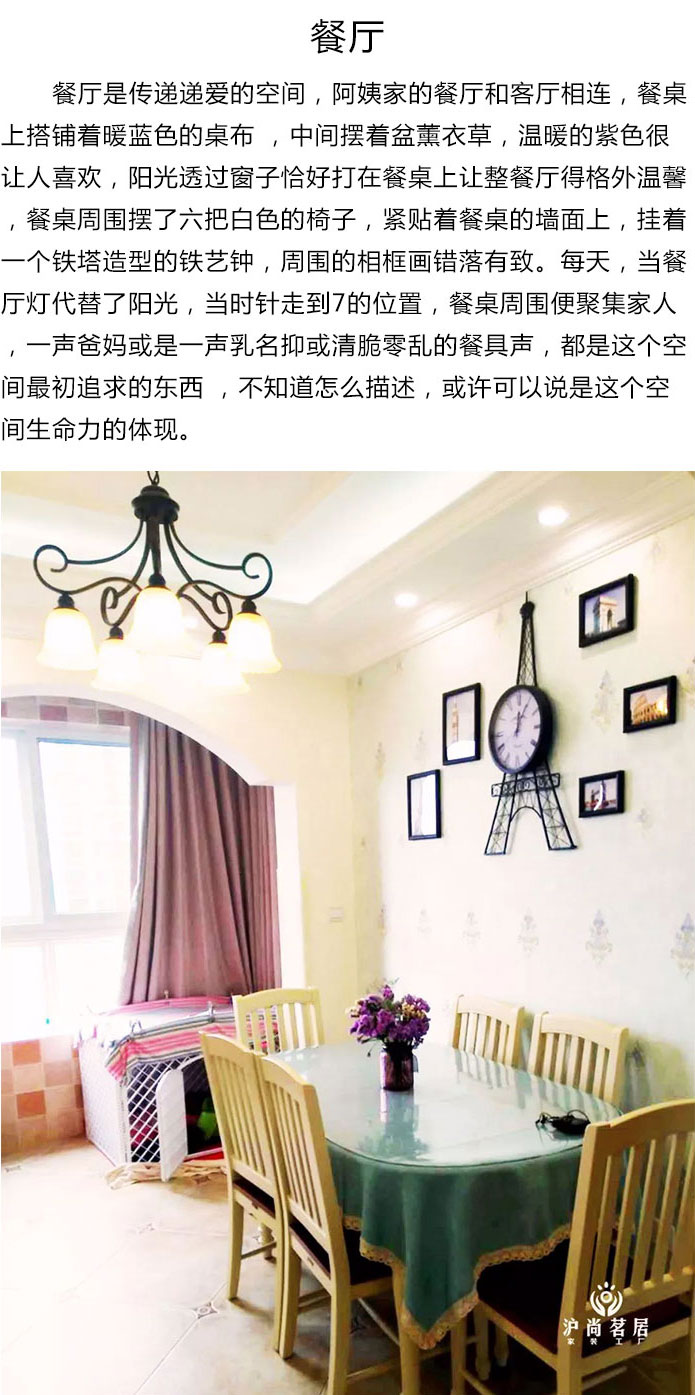 餐厅
餐厅是传递递爱的空间，阿姨家的餐厅和客厅相连，餐桌
上搭铺着暖蓝色的桌布 ，中间摆着盆薰衣草，温暖的紫色很
让人喜欢，阳光透过窗子恰好打在餐桌上让整餐厅得格外温馨
，餐桌周围摆了六把白色的椅子，紧贴着餐桌的墙面上，挂着
一个铁塔造型的铁艺钟，周围的相框画错落有致。每天，当餐
厅灯代替了阳光，当时针走到7的位置，餐桌周围便聚集家人
，一声爸妈或是一声乳名抑或清脆零乱的餐具声，都是这个空
间最初追求的东西 ，不知道怎么描述，或许可以说是这个空
间生命力的体现。
沪尚茗居
家装工厂